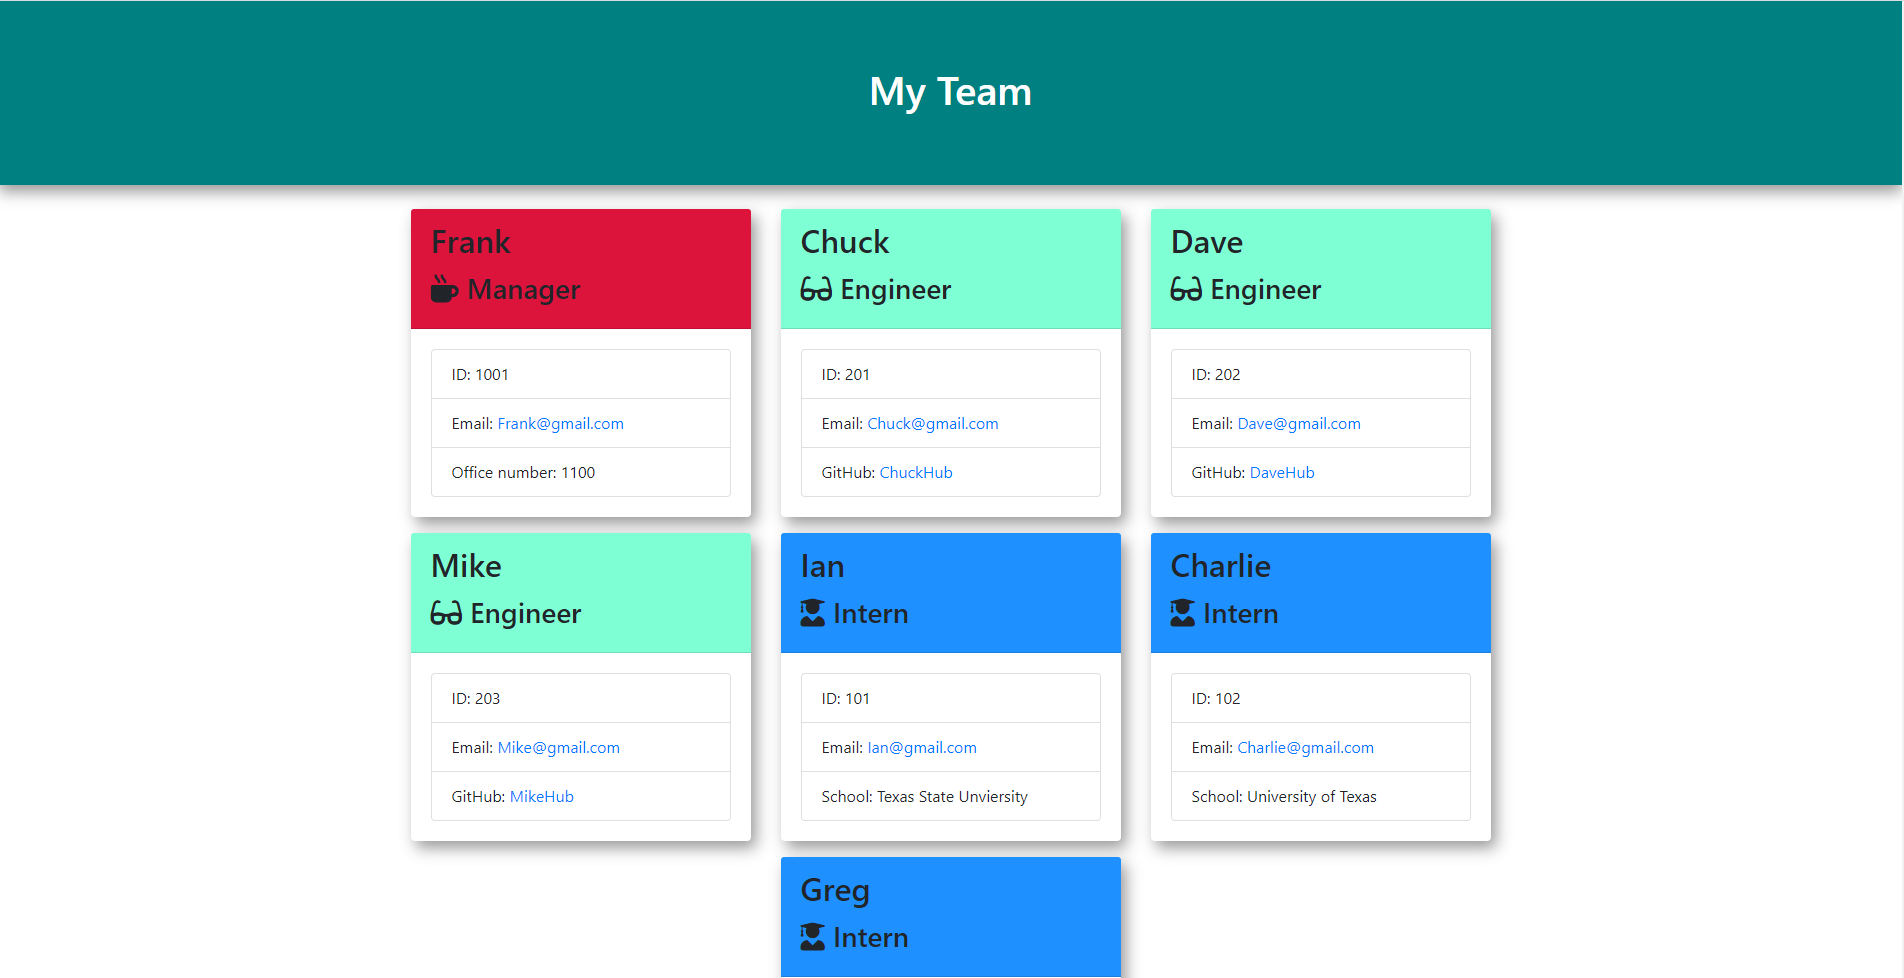 My Team
Frank
Manager
ID: 1001
Email: Frank@gmail.com
Office number: 1100
Chuck
Engineer
ID: 201
Email: Chuck@gmail.com
GitHub: ChuckHub
Dave
Engineer
ID: 202
Email: Dave@gmail.com
GitHub: DaveHub
Mike
Engineer
ID: 203
Email: Mike@gmail.com
GitHub: MikeHub
Ian
Intern
ID: 101
Email: Ian@gmail.com
School: Texas State Unviersity
Charlie
Intern
ID: 102
Email: Charlie@gmail.com
School: University of Texas
Greg
Intern